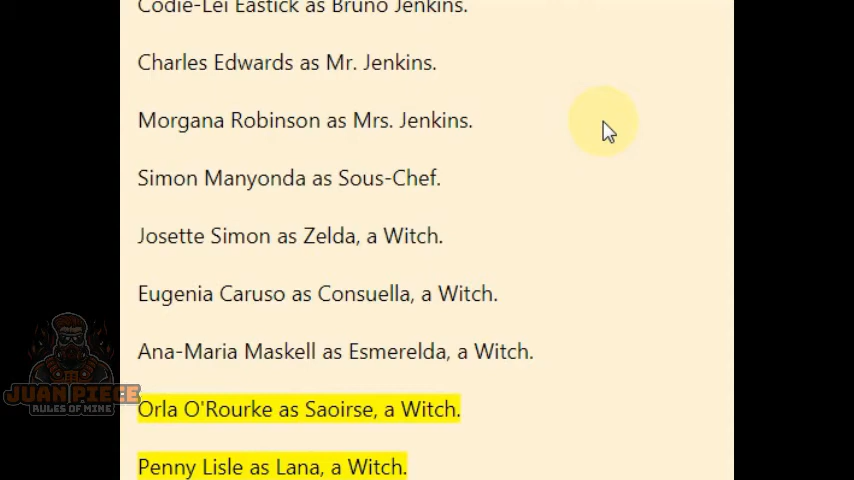 Codie-Lei Eastick as Bruno Jenkins.
Charles Edwards as Mr. Jenkins.
Morgana Robinson as Mrs. Jenkins.
Simon Manyonda as Sous-Chef.
Josette Simon as Zelda, a Witch.
Eugenia Caruso as Consuella, a Witch.
Ana-Maria Maskell as Esmerelda, a Witch.
JUAN PIECE
RULES OF MINE
Orla O'Rourke as Saoirse, a Witch.
Penny Lisle as Lana, a Witch.